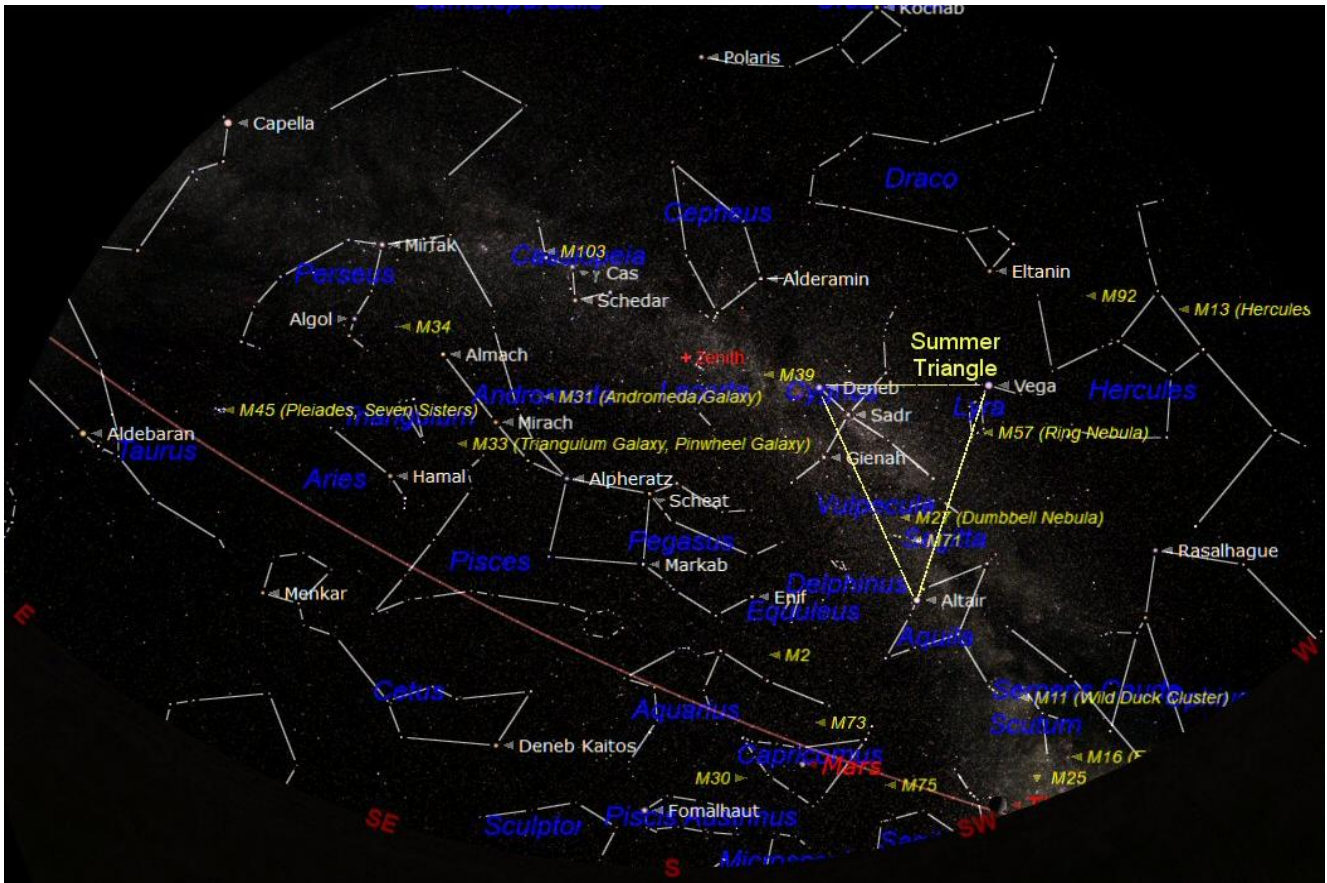 Kochab
Polaris
Capella
Draco
Cepheus
Mirfak
M103
Perseus
Cas
Schedar
Alderamin
Eltanin
M92
M13 (Hercules
Algol
M34
Summer
Triangle
Almach
Zenith
M39
Deneb
Vega
Hercules
M31 (Andromeda Galaxy)
Lyra
M45 (Pleiades, Seven Sisters)
Sadr
Mirach
Aldebaran
M57 (Ring Nebula)
M33 (Triangulum Galaxy, Pinwheel Galaxy)
Taurus
Gienah
Aries
Hamal
Alpheratz
Scheat
Vulpecula
M27 (Dumbbell Nebula)
Pegasus
M71
Rasalhague
Pisces
Markab
Delphinus
Menkar
Enif
Altair
Equuleus
E
Aquila
M2
W
Cetus
M11 (Wild Duck Cluster)
Aquarius
Scutum
M73
Deneb Kaitos
Capricornus
M16
Mars
M30
M75
M25
Fomalhaut
SE
Sculptor
Piscis Austrinus
SW
S